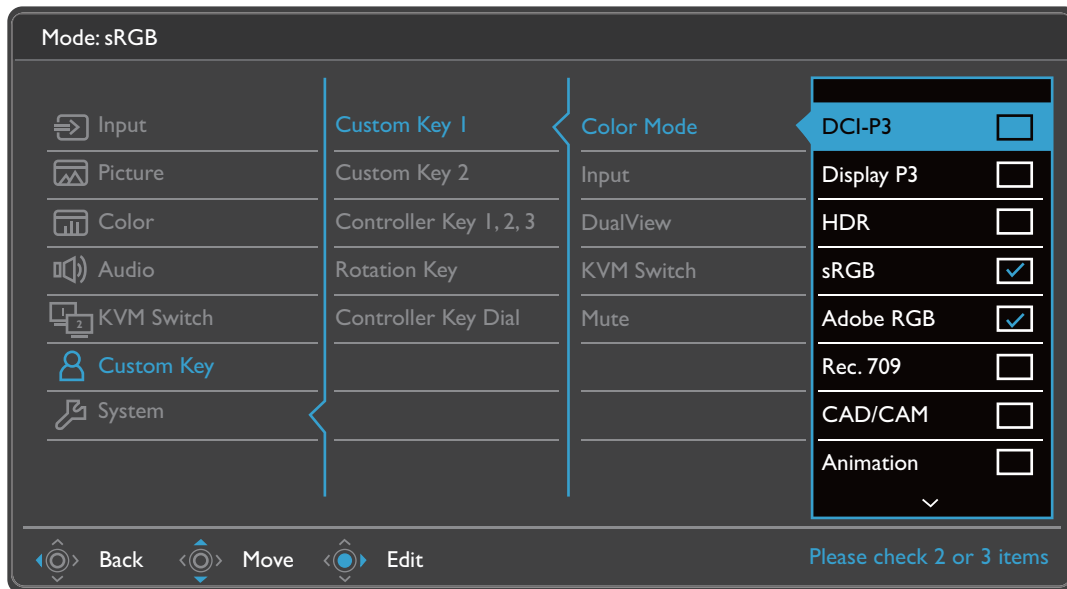 Mode: sRGB
Input
Picture
Color
Audio
1 2 KVM Switch
Custom Key
System
Custom Key 1
Custom Key 2
Controller Key 1, 2, 3
Rotation Key
Controller Key Dial
Color Mode
Input
DualView
KVM Switch
Mute
DCI-P3
Display P3
HDR
sRGB
Adobe RGB
Rec. 709
CAD/CAM
Animation
Back Move Edit
Please check 2 or 3 items